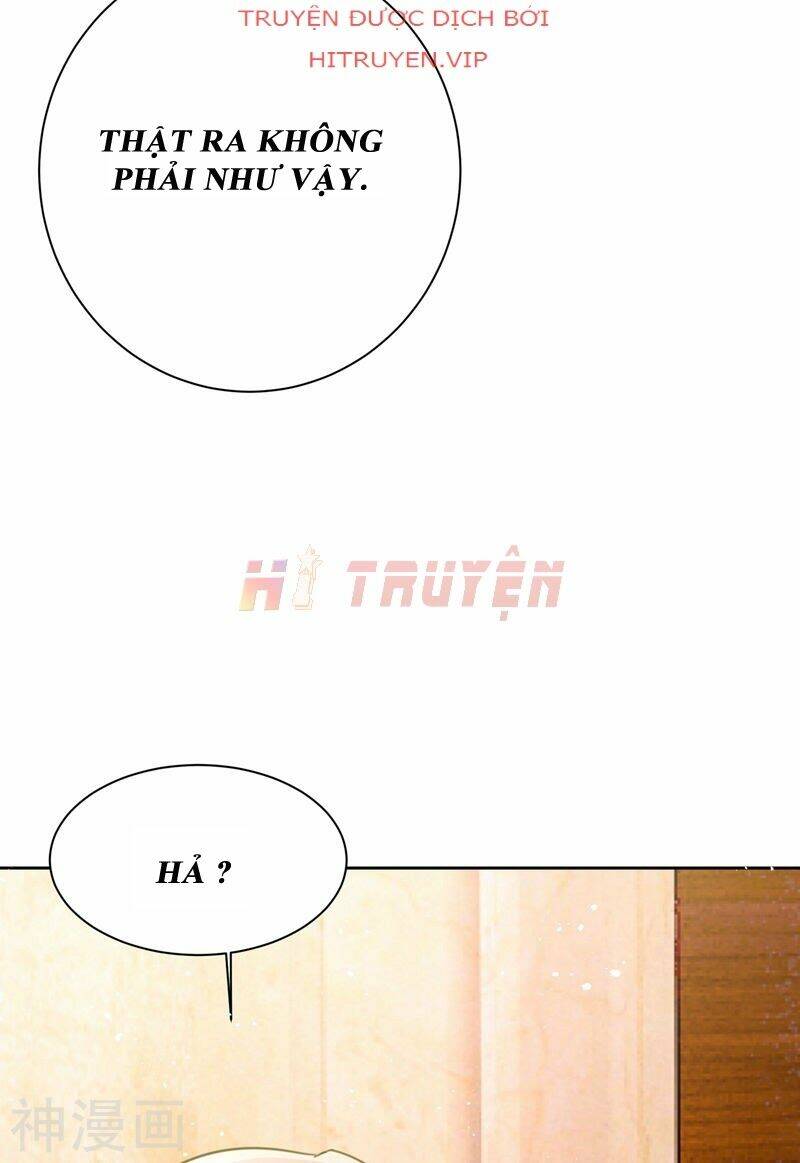 TRUYỆN ĐƯỢC DỊCH BỞI
HITRUYEN.VIP
THẬT RA KHÔNG
PHẢI NHƯ VẬY.
HI TRUYỆN
HẢ ?
神漫画